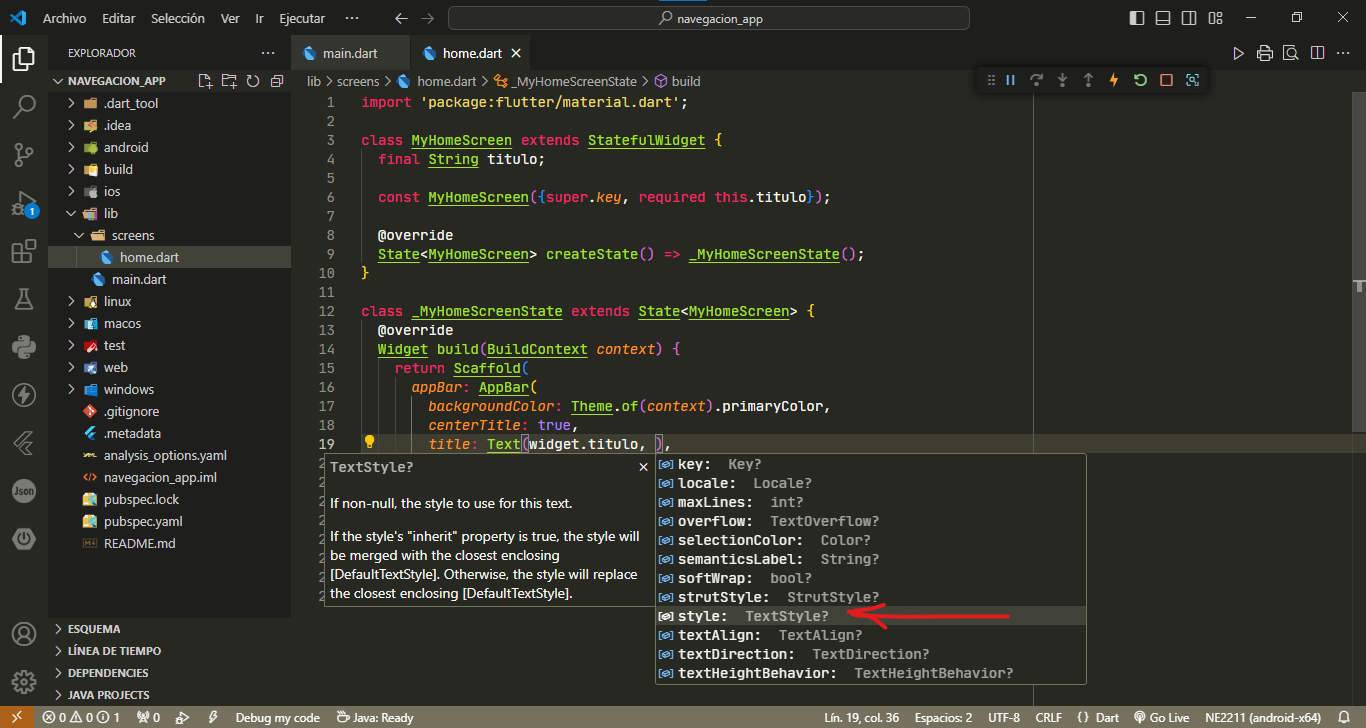 Archivo Editar Selección Ver Ir Ejecutar ··· navegacion_app
EXPLORADOR ···
NAVEGACION_APP
.dart_tool
.idea
android
build
ios
lib
screens
home.dart
main.dart
linux
macos
test
web
windows
.gitignore
.metadata
analysis_options.yaml
navegacion_app.iml
pubspec.lock
pubspec.yaml
README.md
ESQUEMA
LÍNEA DE TIEMPO
DEPENDENCIES
JAVA PROJECTS
1
Json
main.dart home.dart
lib > screens > home.dart > _MyHomeScreenState > build
1 import 'package:flutter/material.dart';
2
3 class MyHomeScreen extends StatefulWidget {
4 final String titulo;
5
6 const MyHomeScreen({super.key, required this.titulo});
7
8 @override
9 State<MyHomeScreen> createState() => _MyHomeScreenState();
10 }
11
12 class _MyHomeScreenState extends State<MyHomeScreen> {
13 @override
14 Widget build(BuildContext context) {
15 return Scaffold(
16 appBar: AppBar(
17 backgroundColor: Theme.of(context).primaryColor,
18 centerTitle: true,
19 title: Text(widget.titulo, ),
TextStyle?
If non-null, the style to use for this text.
If the style's "inherit" property is true, the style will
be merged with the closest enclosing
[DefaultTextStyle]. Otherwise, the style will replace
the closest enclosing [DefaultTextStyle].
key: Key?
locale: Locale?
maxLines: int?
overflow: TextOverflow?
selectionColor: Color?
semanticsLabel: String?
softWrap: bool?
strutStyle: StrutStyle?
style: TextStyle?
textAlign: TextAlign?
textDirection: TextDirection?
textHeightBehavior: TextHeightBehavior?
0 0 1 0 Debug my code Java: Ready Lín. 19, col. 36 Espacios: 2 UTF-8 CRLF {} Dart Go Live NE2211 (android-x64)